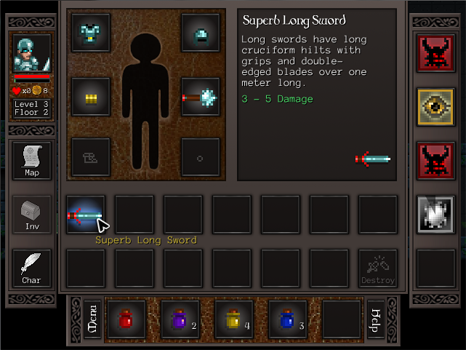 Superb Long Sword
Long swords have long
cruciform hilts with
grips and double-
edged blades over one
meter long.
3 - 5 Damage
x0 8
Level 3
Floor 2
Map
Inv
Char
Superb Long Sword
Destroy
Menu
2
4
3
Help